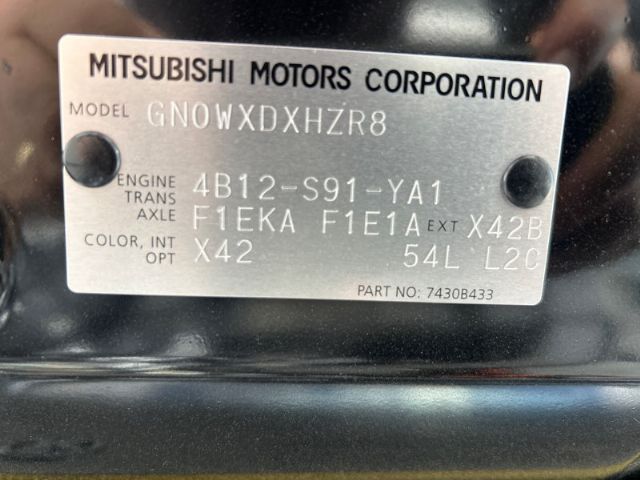 MITSUBISHI MOTORS CORPORATION
MODEL GN0WXDXHZR8
ENGINE 4B12-S91-YA1
TRANS
AXLE F1EKA F1E1A EXT X42B
COLOR, INT X42 54L L2C
OPT
PART NO: 7430B433